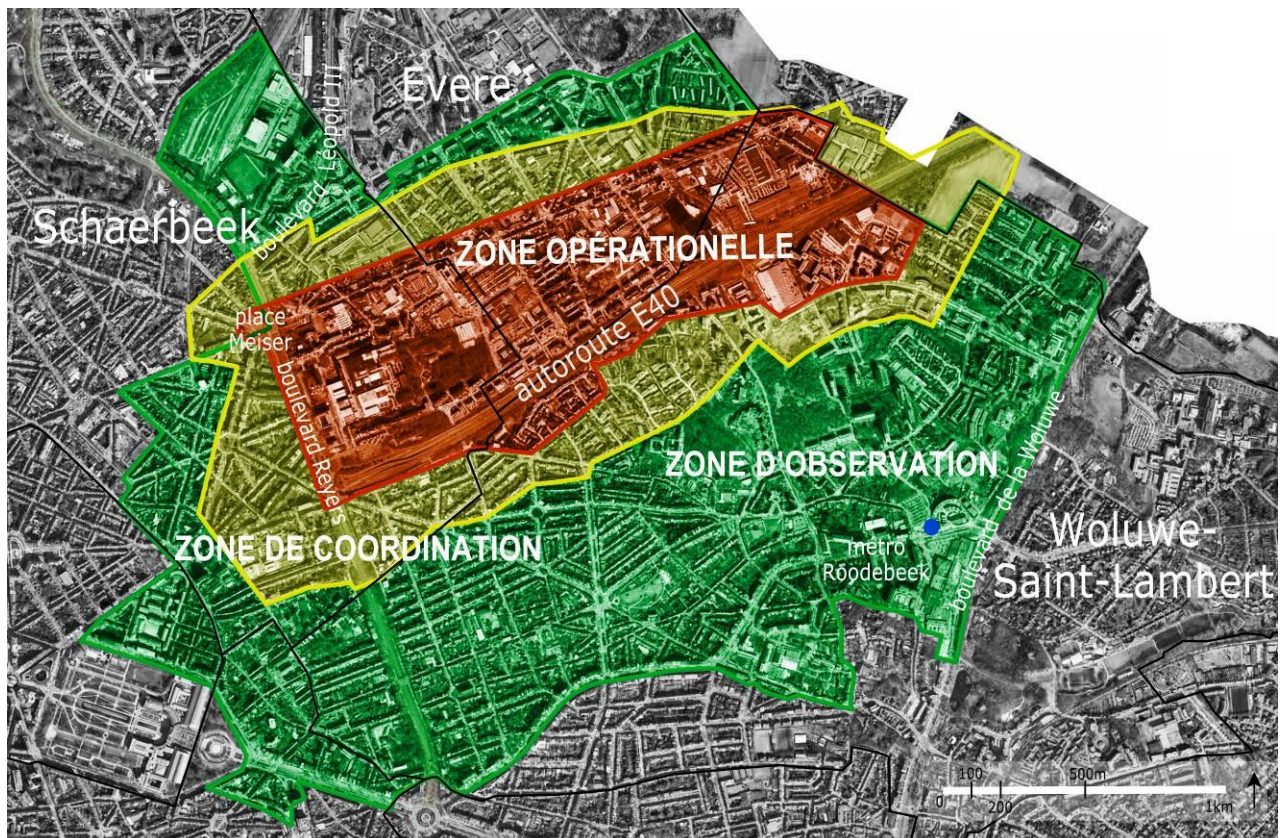 Evere
boulevard Léopold III
Schaerbeek
ZONE OPÉRATIONELLE
place
Meiser
autoroute E40
boulevard Reyers
ZONE D'OBSERVATION
boulevard de la Woluwe
ZONE DE COORDINATION
métro
Roodebeek
Woluwe-
Saint-Lambert
100 500m
0 200 1km